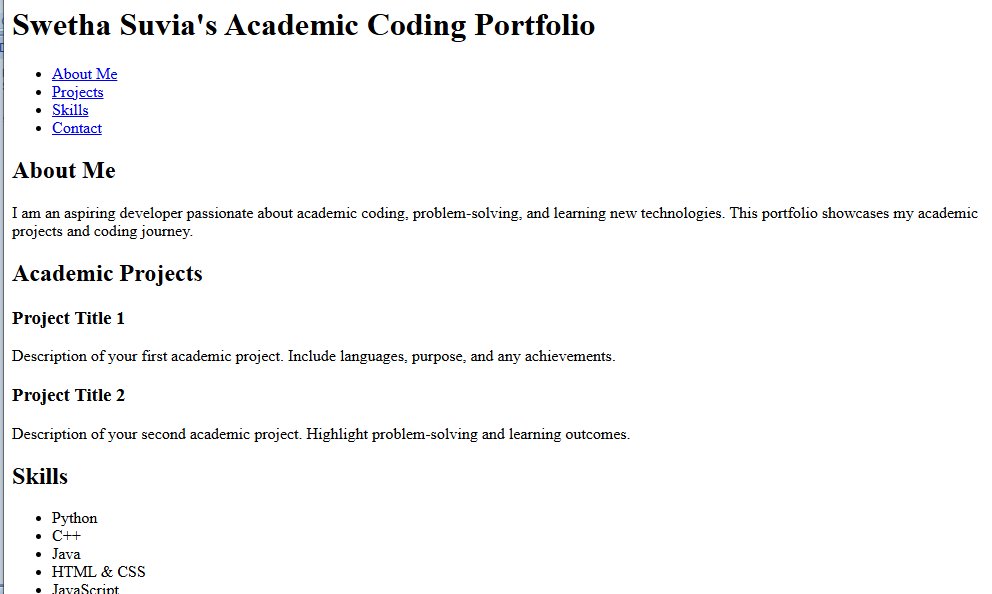 Swetha Suvia's Academic Coding Portfolio
About Me
Projects
Skills
Contact
About Me
I am an aspiring developer passionate about academic coding, problem-solving, and learning new technologies. This portfolio showcases my academic
projects and coding journey.
Academic Projects
Project Title 1
Description of your first academic project. Include languages, purpose, and any achievements.
Project Title 2
Description of your second academic project. Highlight problem-solving and learning outcomes.
Skills
Python
C++
Java
HTML & CSS
JavaScript